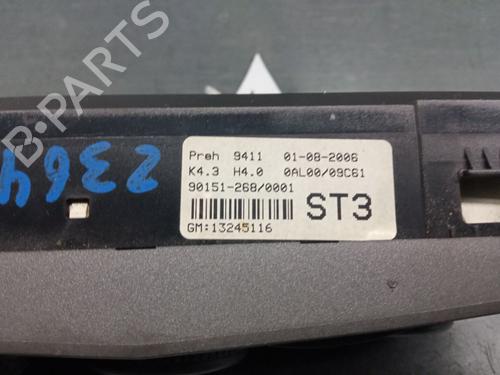 B-PARTS
2364
Preh 9411 01-08-2006
K4.3 H4.0 0AL00/09C61
90151-268/0001
ST3
GM:13245116